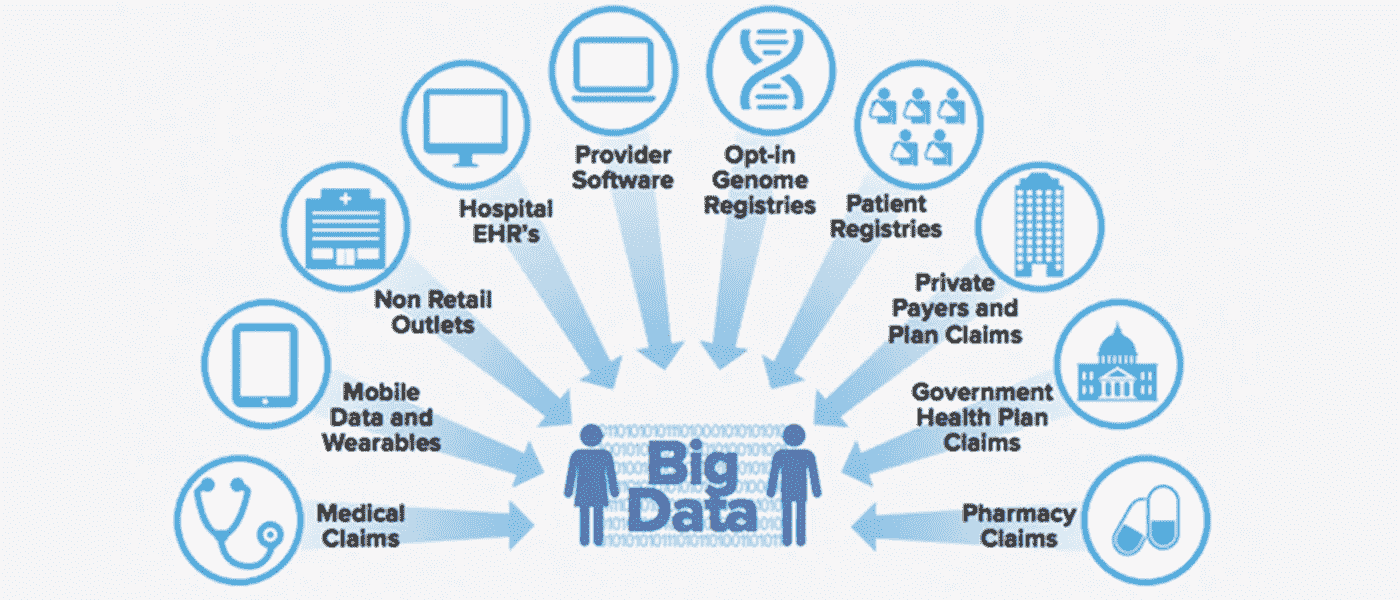 Provider
Software
Opt-in
Genome
Registries
Hospital
EHR's
Patient
Registries
Non Retail
Outlets
Private
Payers and
Plan Claims
Mobile
Data and
Wearables
Government
Health Plan
Claims
Big
Data
Medical
Claims
Pharmacy
Claims